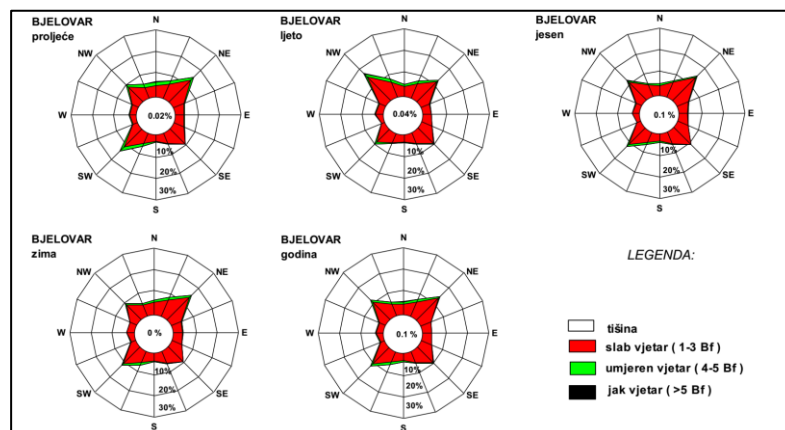 BJELOVAR
proljeće
N
NW
NE
W
E
0.02%
10%
20%
30%
SW
SE
S
BJELOVAR
ljeto
N
NW
NE
W
E
0.04%
10%
20%
30%
SW
SE
S
BJELOVAR
jesen
N
NW
NE
W
E
0.1 %
10%
20%
30%
SW
SE
S
BJELOVAR
zima
N
NW
NE
W
E
0 %
10%
20%
30%
SW
SE
S
BJELOVAR
godina
N
NW
NE
W
E
0.1 %
10%
20%
30%
SW
SE
S
LEGENDA:
tišina
slab vjetar ( 1-3 Bf )
umjeren vjetar ( 4-5 Bf )
jak vjetar ( >5 Bf )